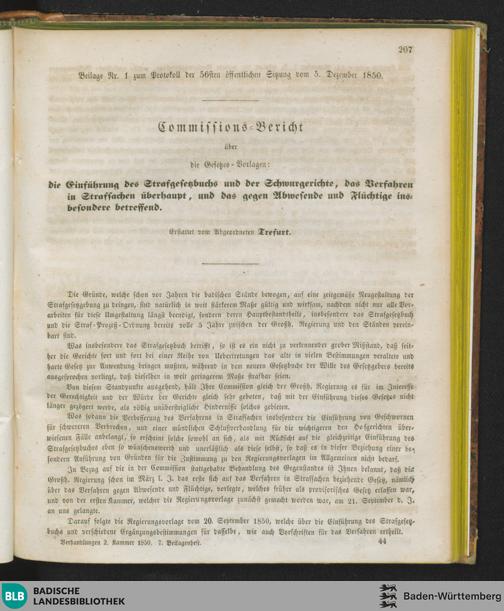 207
Beilage Nr. 1 zum Protokoll der 56sten öffentlichen Sitzung vom 5. Dezember 1850.
Commissions-Bericht
über
die Gesetzes-Vorlagen:
die Einführung des Strafgesetzbuchs und der Schwurgerichte, das Verfahren
in Strafsachen überhaupt, und das gegen Abwesende und Flüchtige ins-
besondere betreffend.
Erstattet vom Abgeordneten Trefurt.
Die Gründe, welche schon vor Jahren die badischen Stände bewogen, auf eine zeitgemäße Neugestaltung der
Strafgesetzgebung zu dringen, sind natürlich in weit stärkerem Maße gültig und wirksam, nachdem nicht nur alle Vor-
arbeiten für diese Umgestaltung längst beendigt, sondern deren Hauptbestandtheile, insbesondere das Strafgesetzbuch
und die Straf-Prozeß-Ordnung bereits volle 5 Jahre zwischen der Großh. Regierung und den Ständen verein-
bart sind.
Was insbesondere das Strafgesetzbuch betrifft, so ist es ein nicht zu verkennender großer Mißstand, daß seit-
her die Gerichte fort und fort bei einer Reihe von Uebertretungen das alte in vielen Bestimmungen veraltete und
harte Gesetz zur Anwendung bringen mußten, während in dem neuen Gesetzbuche der Wille des Gesetzgebers bereits
ausgesprochen vorliegt, daß dieselben in weit geringerem Maße strafbar seien.
Von diesem Standpunkte ausgehend, hält Ihre Commission gleich der Großh. Regierung es für im Interesse
der Gerechtigkeit und der Würde der Gerichte gleich sehr geboten, daß mit der Einführung dieses Gesetzes nicht
länger gezögert werde, als völlig unüberwindliche Hindernisse solches gebieten.
Was sodann die Verbesserung des Verfahrens in Strafsachen insbesondere die Einführung von Geschwornen
für schwereren Verbrechen, und einer mündlichen Schlußverhandlung für die wichtigeren den Hofgerichten über-
wiesenen Fälle anbelangt, so erscheint solche sowohl an sich, als mit Rücksicht auf die gleichzeitige Einführung des
Strafgesetzbuches eben so wünschenswerth und unerläßlich als diese selbst, so daß es in dieser Beziehung einer be-
sondern Ausführung von Gründen für die Zustimmung zu den Regierungsvorlagen im Allgemeinen nicht bedarf.
In Bezug auf die in der Commission stattgehabte Behandlung des Gegenstandes ist Ihnen bekannt, daß die
Großh. Regierung schon im März l. J. das erste sich auf das Verfahren in Strafsachen beziehende Gesetz, nämlich
über das Verfahren gegen Abwesende und Flüchtige, vorlegte, welches früher als provisorisches Gesetz erlassen war,
und von der ersten Kammer, welcher die Regierungsvorlage zunächst gemacht worden war, am 21. September d. J.
an uns gelangte.
Darauf folgte die Regierungsvorlage vom 20. September 1850, welche über die Einführung des Strafgesetz-
buchs und verschiedene Ergänzungsbestimmungen für dasselbe, wie auch Vorschriften für das Verfahren ertheilt.
Verhandlungen 2. Kammer 1850. 7. Beilagenheft. 44
BLB BADISCHE
LANDESBIBLIOTHEK
Baden-Württemberg